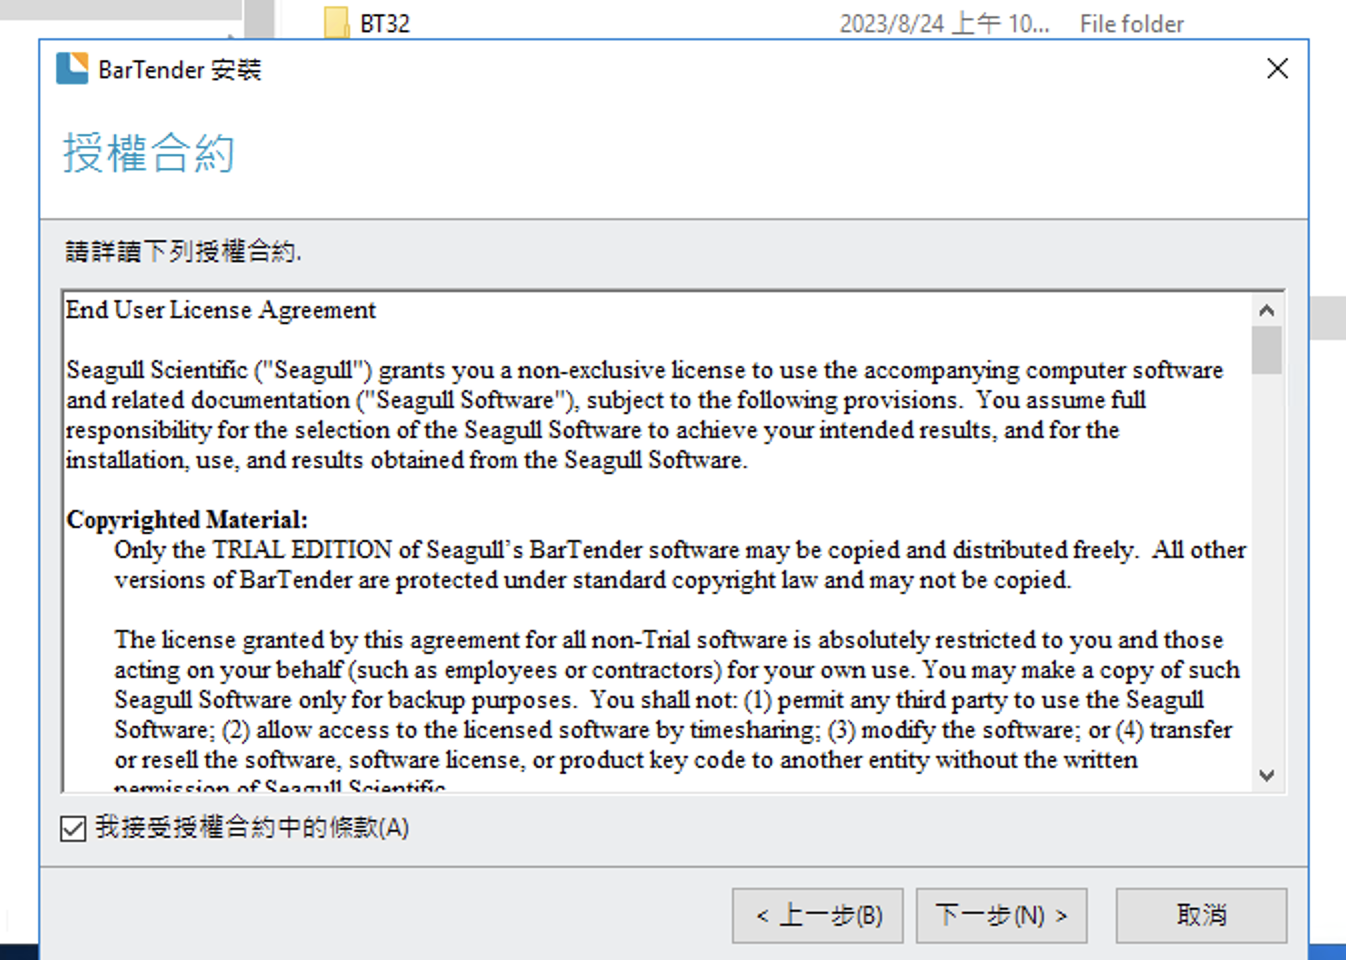 BT32 2023/8/24 上午 10... File folder
BarTender 安裝
授權合約
請詳讀下列授權合約.
End User License Agreement
Seagull Scientific ("Seagull") grants you a non-exclusive license to use the accompanying computer software
and related documentation ("Seagull Software"), subject to the following provisions.  You assume full
responsibility for the selection of the Seagull Software to achieve your intended results, and for the
installation, use, and results obtained from the Seagull Software.
Copyrighted Material:
Only the TRIAL EDITION of Seagull’s BarTender software may be copied and distributed freely.  All other
versions of BarTender are protected under standard copyright law and may not be copied.
The license granted by this agreement for all non-Trial software is absolutely restricted to you and those
acting on your behalf (such as employees or contractors) for your own use. You may make a copy of such
Seagull Software only for backup purposes.  You shall not: (1) permit any third party to use the Seagull
Software; (2) allow access to the licensed software by timesharing; (3) modify the software; or (4) transfer
or resell the software, software license, or product key code to another entity without the written
permission of Seagull Scientific.
我接受授權合約中的條款(A)
< 上一步(B) 下一步(N) > 取消